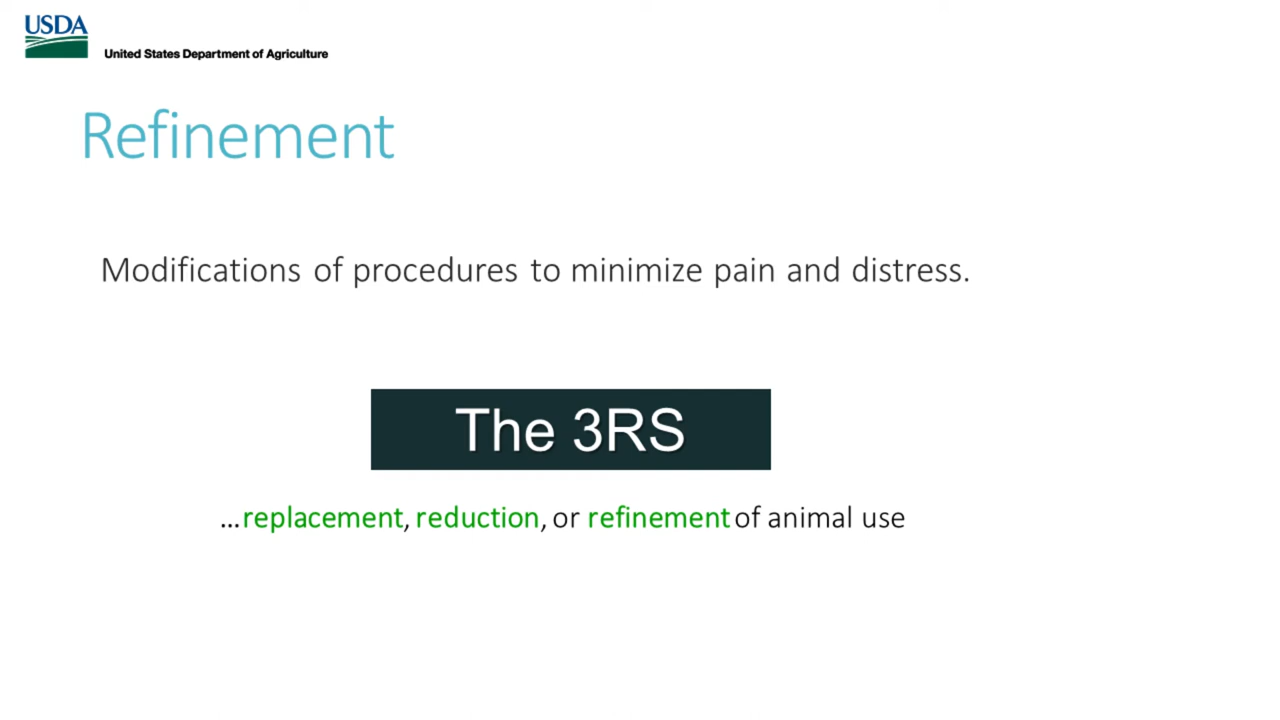 USDA
United States Department of Agriculture
Refinement
Modifications of procedures to minimize pain and distress.
The 3RS
...replacement, reduction, or refinement of animal use